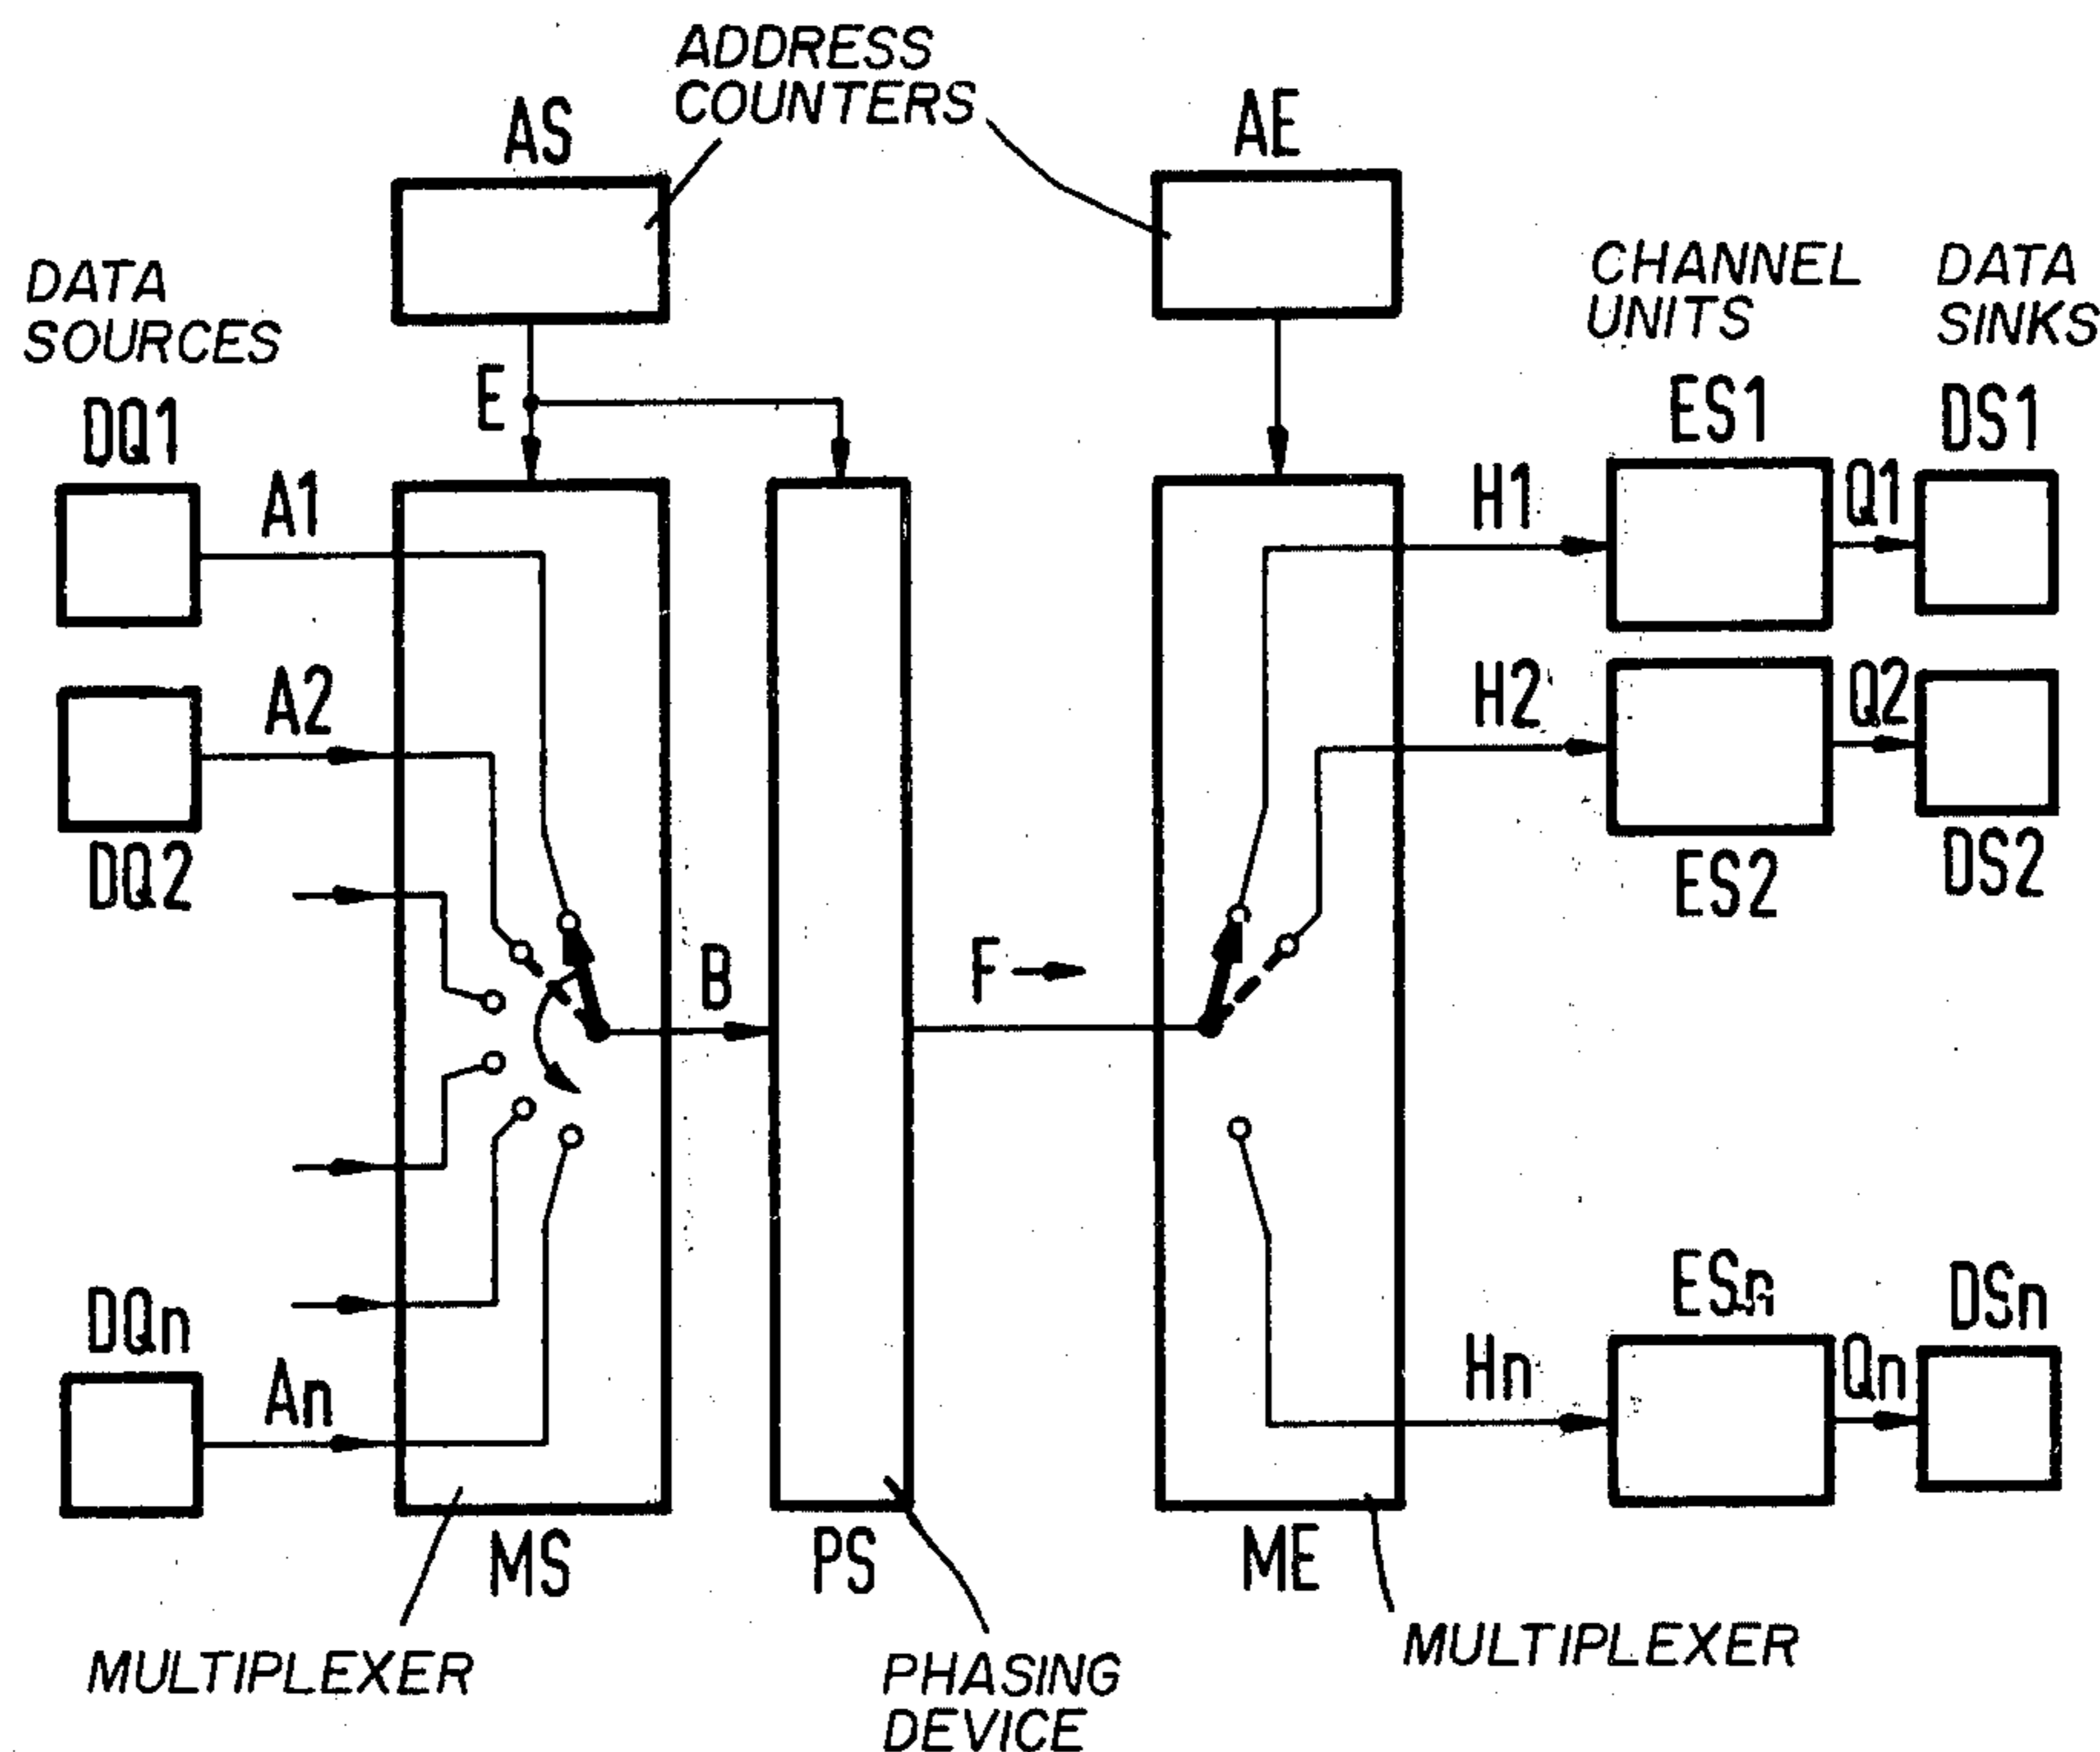 ADDRESS
COUNTERS
AS
AE
DATA
SOURCES
CHANNEL
UNITS
DATA
SINKS
E
DQ1
A1
H1
ES1
Q1
DS1
A2
H2
Q2
DQ2
ES2
DS2
B
F
DQn
An
Hn
ESn
Qn
DSn
MS
PS
ME
MULTIPLEXER
PHASING
DEVICE
MULTIPLEXER